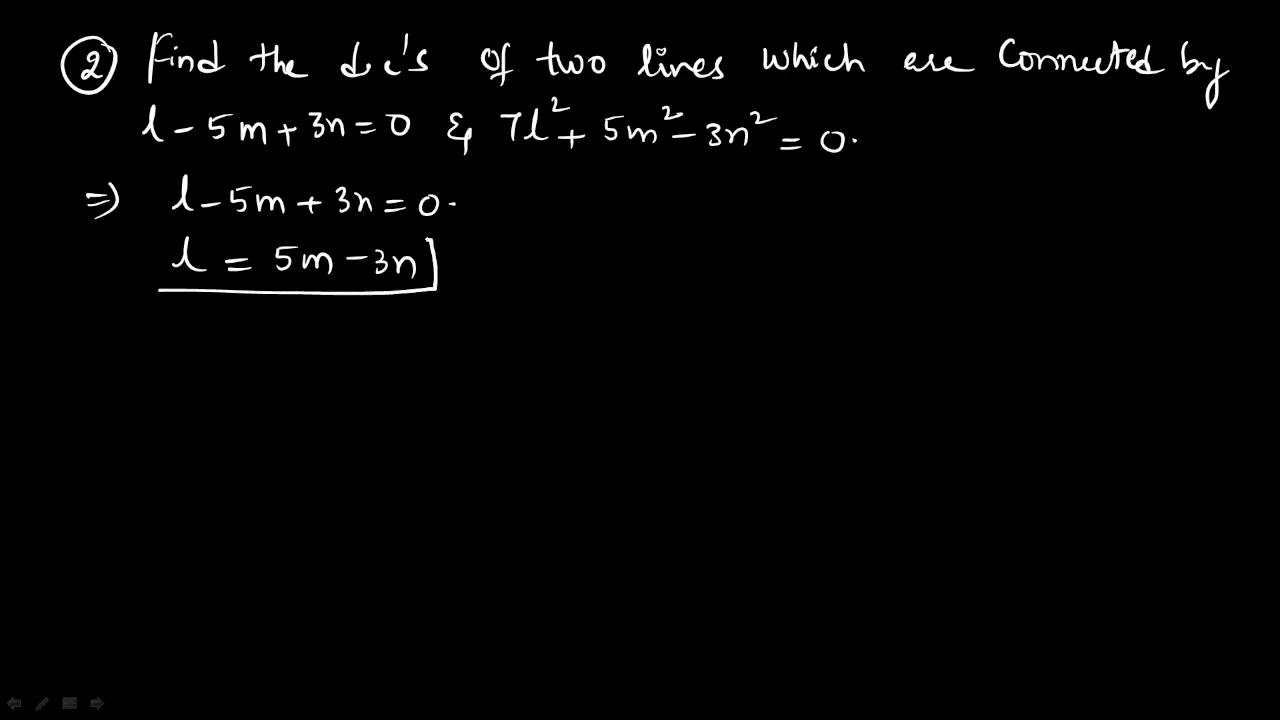 ② Find the d.c's of two lines which are connected by
l - 5m + 3n = 0 & 7l² + 5m² - 3n² = 0.
⇒ l - 5m + 3n = 0.
l = 5m - 3n